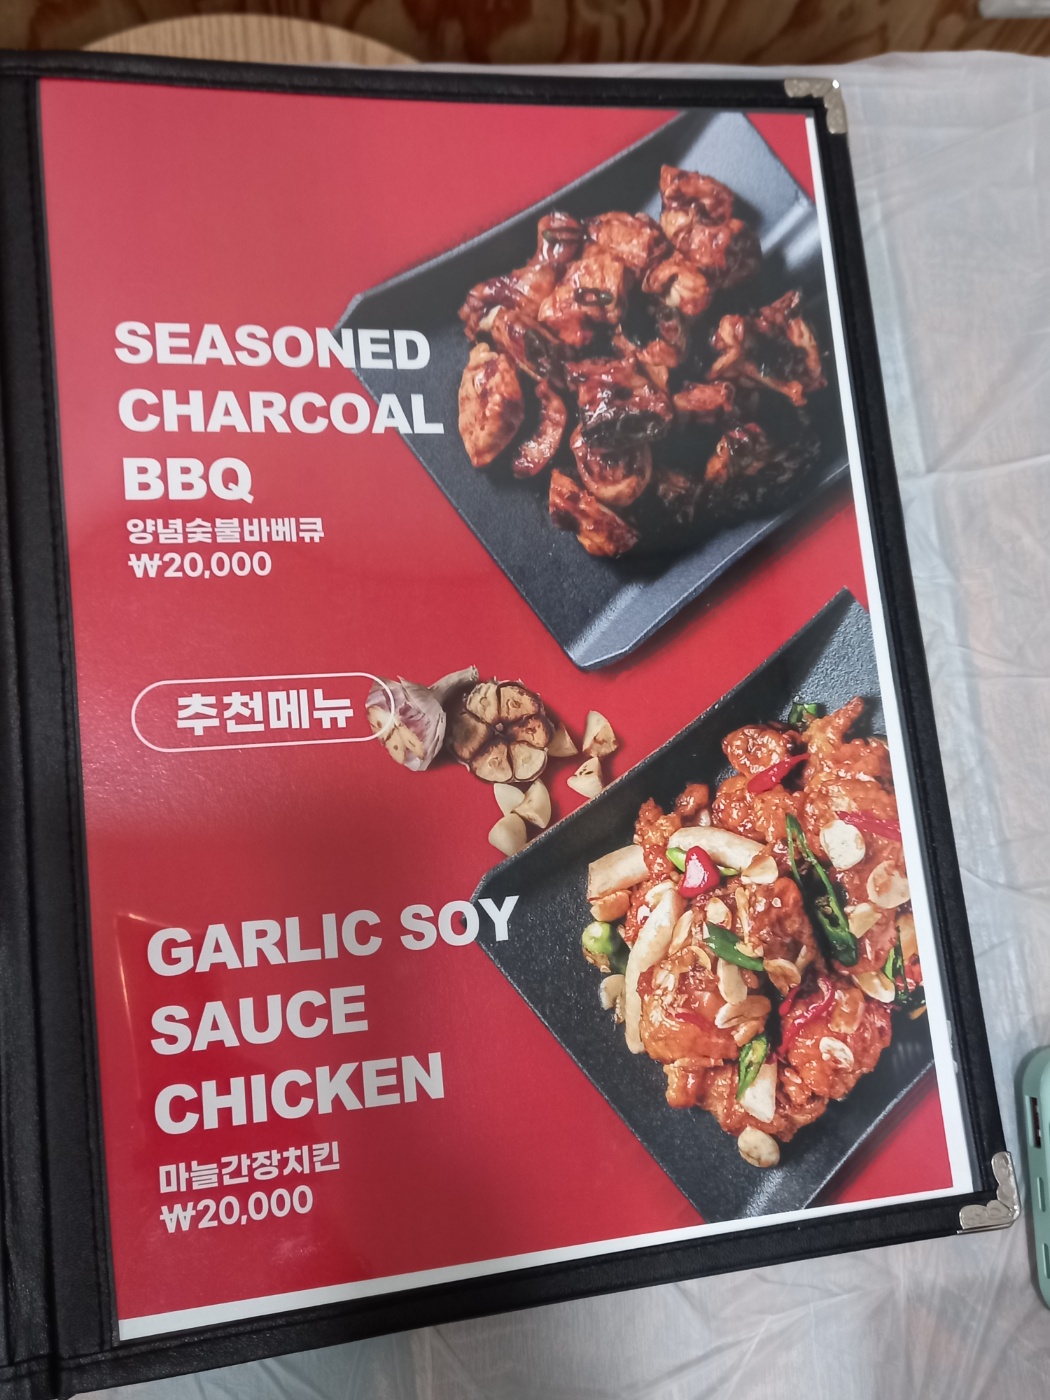 SEASONED
CHARCOAL
BBQ
양념숯불바베큐
₩20,000
추천메뉴
GARLIC SOY
SAUCE
CHICKEN
마늘간장치킨
₩20,000